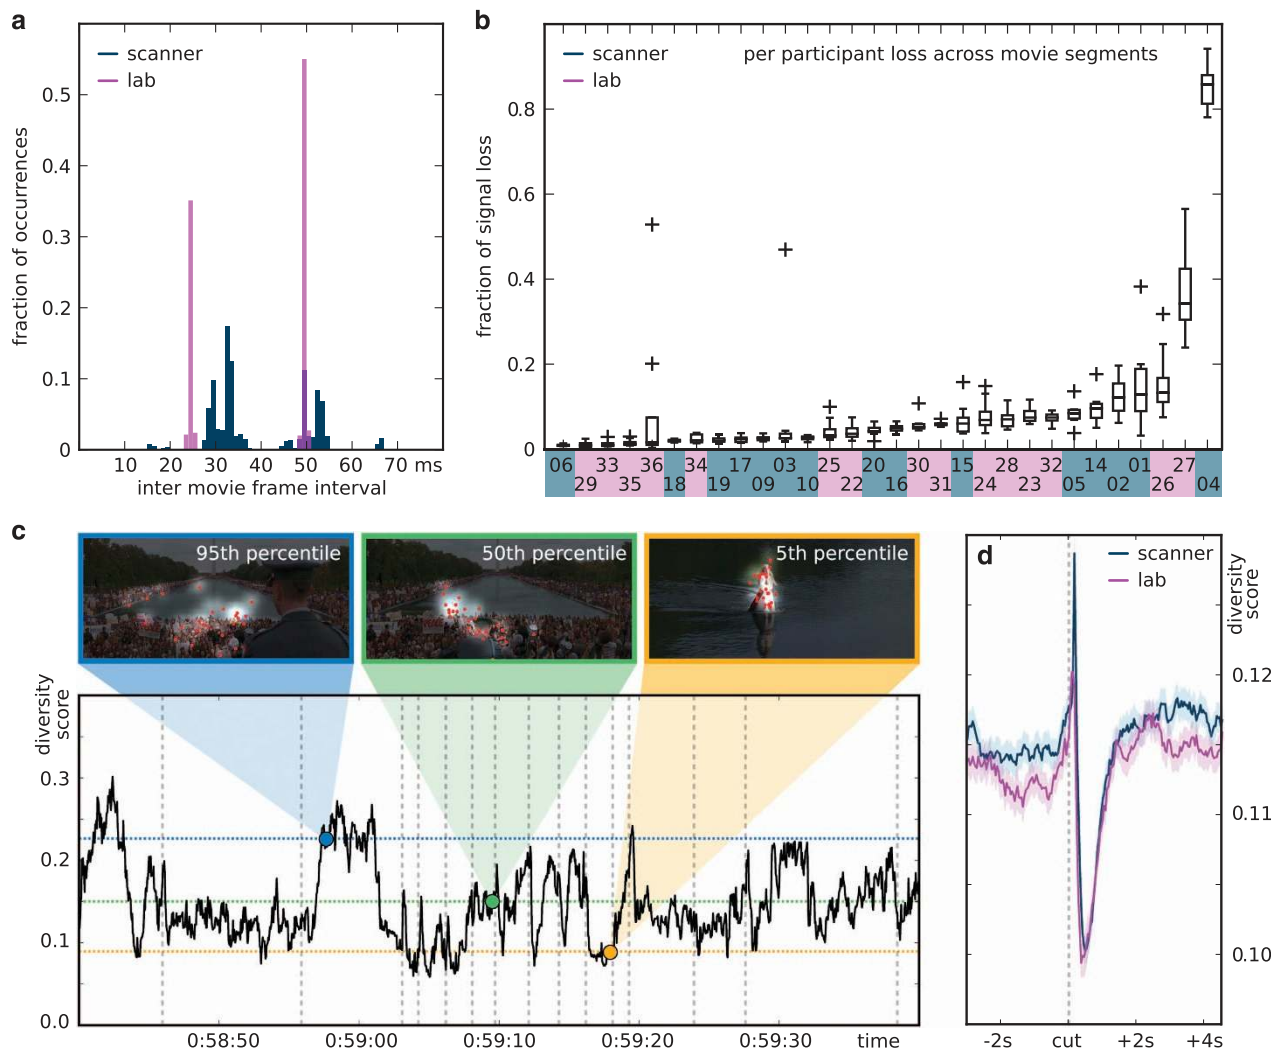 a
scanner
lab
fraction of occurrences
0.5
0.4
0.3
0.2
0.1
0
10 20 30 40 50 60 70 ms
inter movie frame interval
b
scanner
lab
per participant loss across movie segments
fraction of signal loss
0.8
0.6
0.4
0.2
0
06 33 36 34 17 03 25 20 30 15 28 32 14 01 27
29 35 18 19 09 10 22 16 31 24 23 05 02 26 04
c
95th percentile
50th percentile
5th percentile
diversity
score
0.3
0.2
0.1
0.0
0:58:50 0:59:00 0:59:10 0:59:20 0:59:30 time
d
scanner
lab
diversity
score
0.12
0.11
0.10
-2s cut +2s +4s